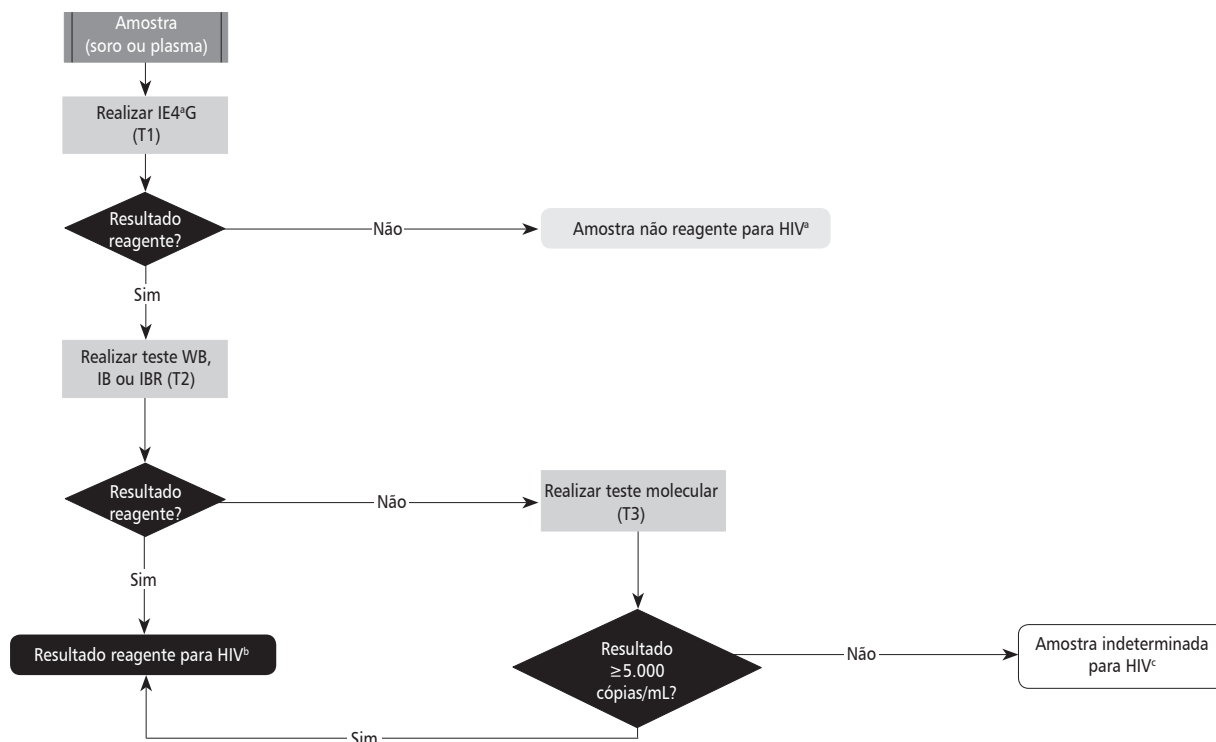 Amostra
(soro ou plasma)
Realizar IE4ªG
(T1)
Resultado
reagente?
Não
Amostra não reagente para HIVª
Sim
Realizar teste WB,
IB ou IBR (T2)
Resultado
reagente?
Não
Realizar teste molecular
(T3)
Sim
Resultado reagente para HIVᵇ
Resultado
≥5.000
cópias/mL?
Não
Amostra indeterminada
para HIVᶜ
Sim